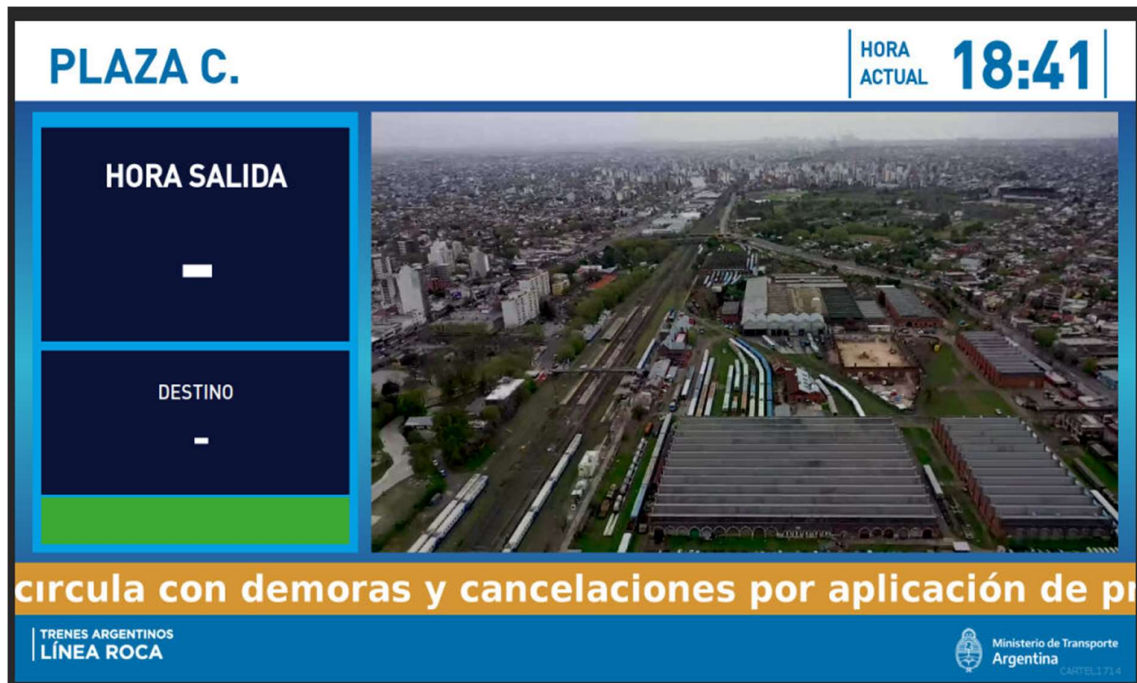 PLAZA C.
HORA
ACTUAL
18:41
HORA SALIDA
-
DESTINO
-
circula con demoras y cancelaciones por aplicación de
TRENES ARGENTINOS
LÍNEA ROCA
Ministerio de Transporte
Argentina
CARTEL1714